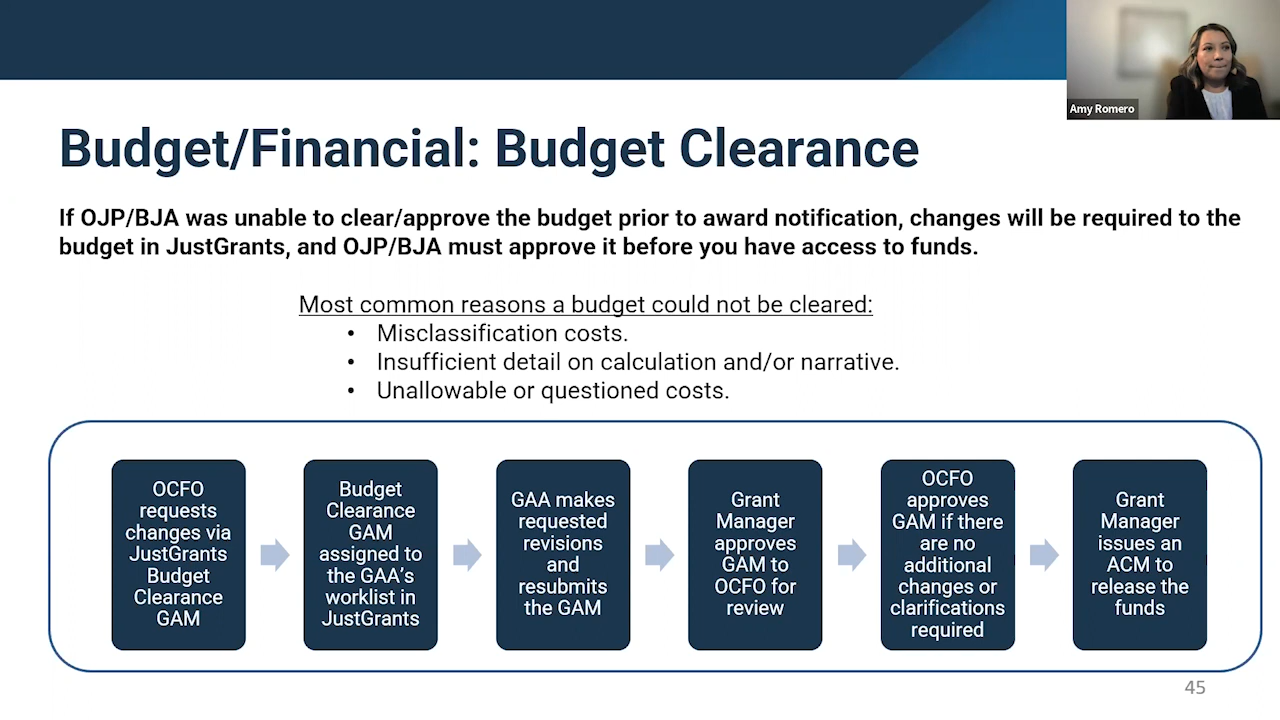 Amy Romero
Budget/Financial: Budget Clearance
If OJP/BJA was unable to clear/approve the budget prior to award notification, changes will be required to the
budget in JustGrants, and OJP/BJA must approve it before you have access to funds.
Most common reasons a budget could not be cleared:
• Misclassification costs.
• Insufficient detail on calculation and/or narrative.
• Unallowable or questioned costs.
OCFO
requests
changes via
JustGrants
Budget
Clearance
GAM
Budget
Clearance
GAM
assigned to
the GAA's
worklist in
JustGrants
GAA makes
requested
revisions
and
resubmits
the GAM
Grant
Manager
approves
GAM to
OCFO for
review
OCFO
approves
GAM if there
are no
additional
changes or
clarifications
required
Grant
Manager
issues an
ACM to
release the
funds
45